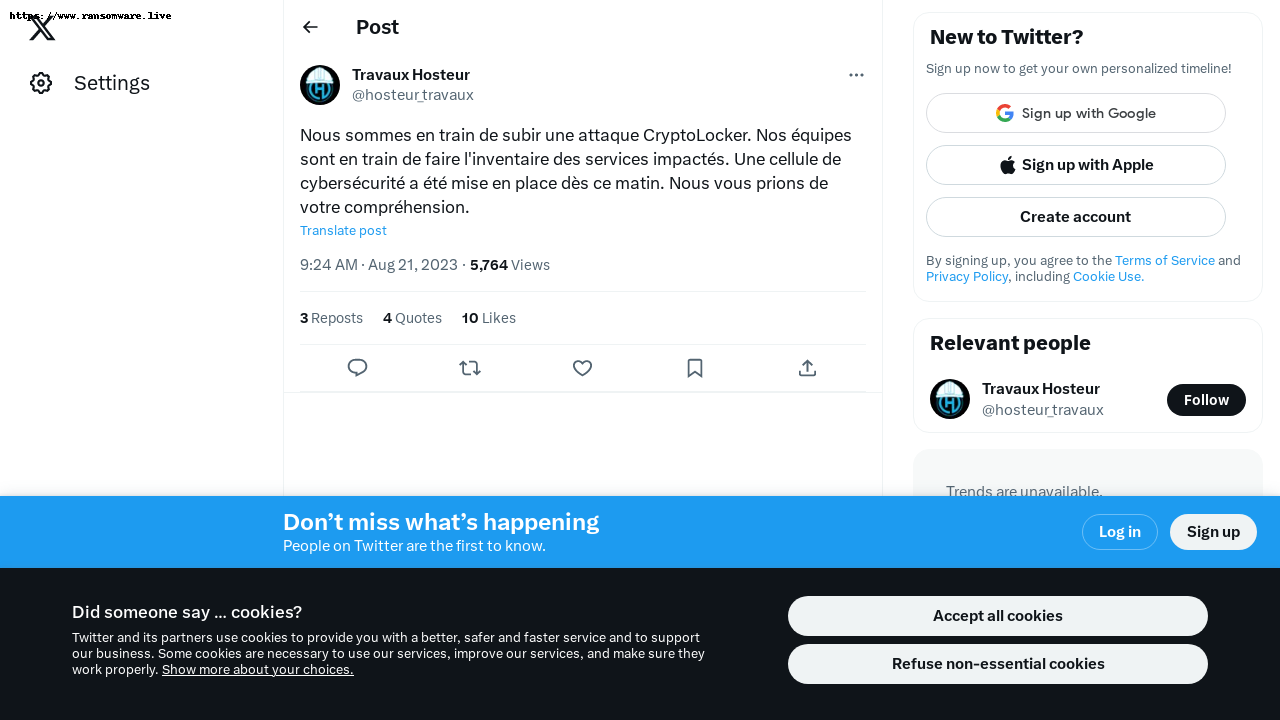 https://www.ransomware.live
Settings
Post
Travaux Hosteur
@hosteur_travaux
Nous sommes en train de subir une attaque CryptoLocker. Nos équipes
sont en train de faire l'inventaire des services impactés. Une cellule de
cybersécurité a été mise en place dès ce matin. Nous vous prions de
votre compréhension.
Translate post
9:24 AM · Aug 21, 2023 · 5,764 Views
3 Reposts 4 Quotes 10 Likes
New to Twitter?
Sign up now to get your own personalized timeline!
Sign up with Google
Sign up with Apple
Create account
By signing up, you agree to the Terms of Service and
Privacy Policy, including Cookie Use.
Relevant people
Travaux Hosteur
@hosteur_travaux
Follow
Trends are unavailable.
Don’t miss what’s happening
People on Twitter are the first to know.
Log in
Sign up
Did someone say … cookies?
Twitter and its partners use cookies to provide you with a better, safer and faster service and to support
our business. Some cookies are necessary to use our services, improve our services, and make sure they
work properly. Show more about your choices.
Accept all cookies
Refuse non-essential cookies